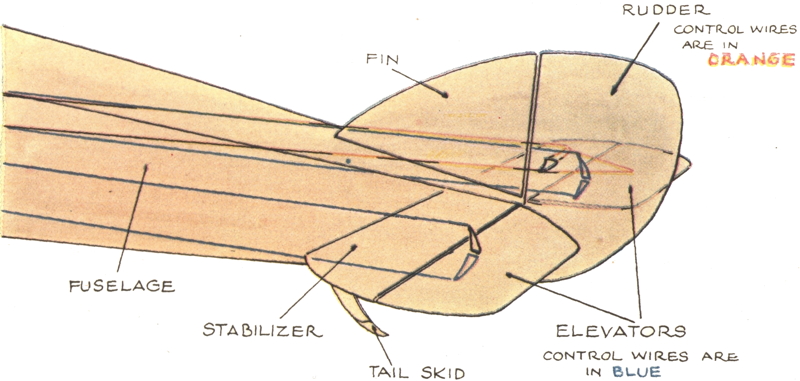 RUDDER
CONTROL WIRES
ARE IN
ORANGE
FIN
FUSELAGE
STABILIZER
TAIL SKID
ELEVATORS
CONTROL WIRES ARE
IN BLUE